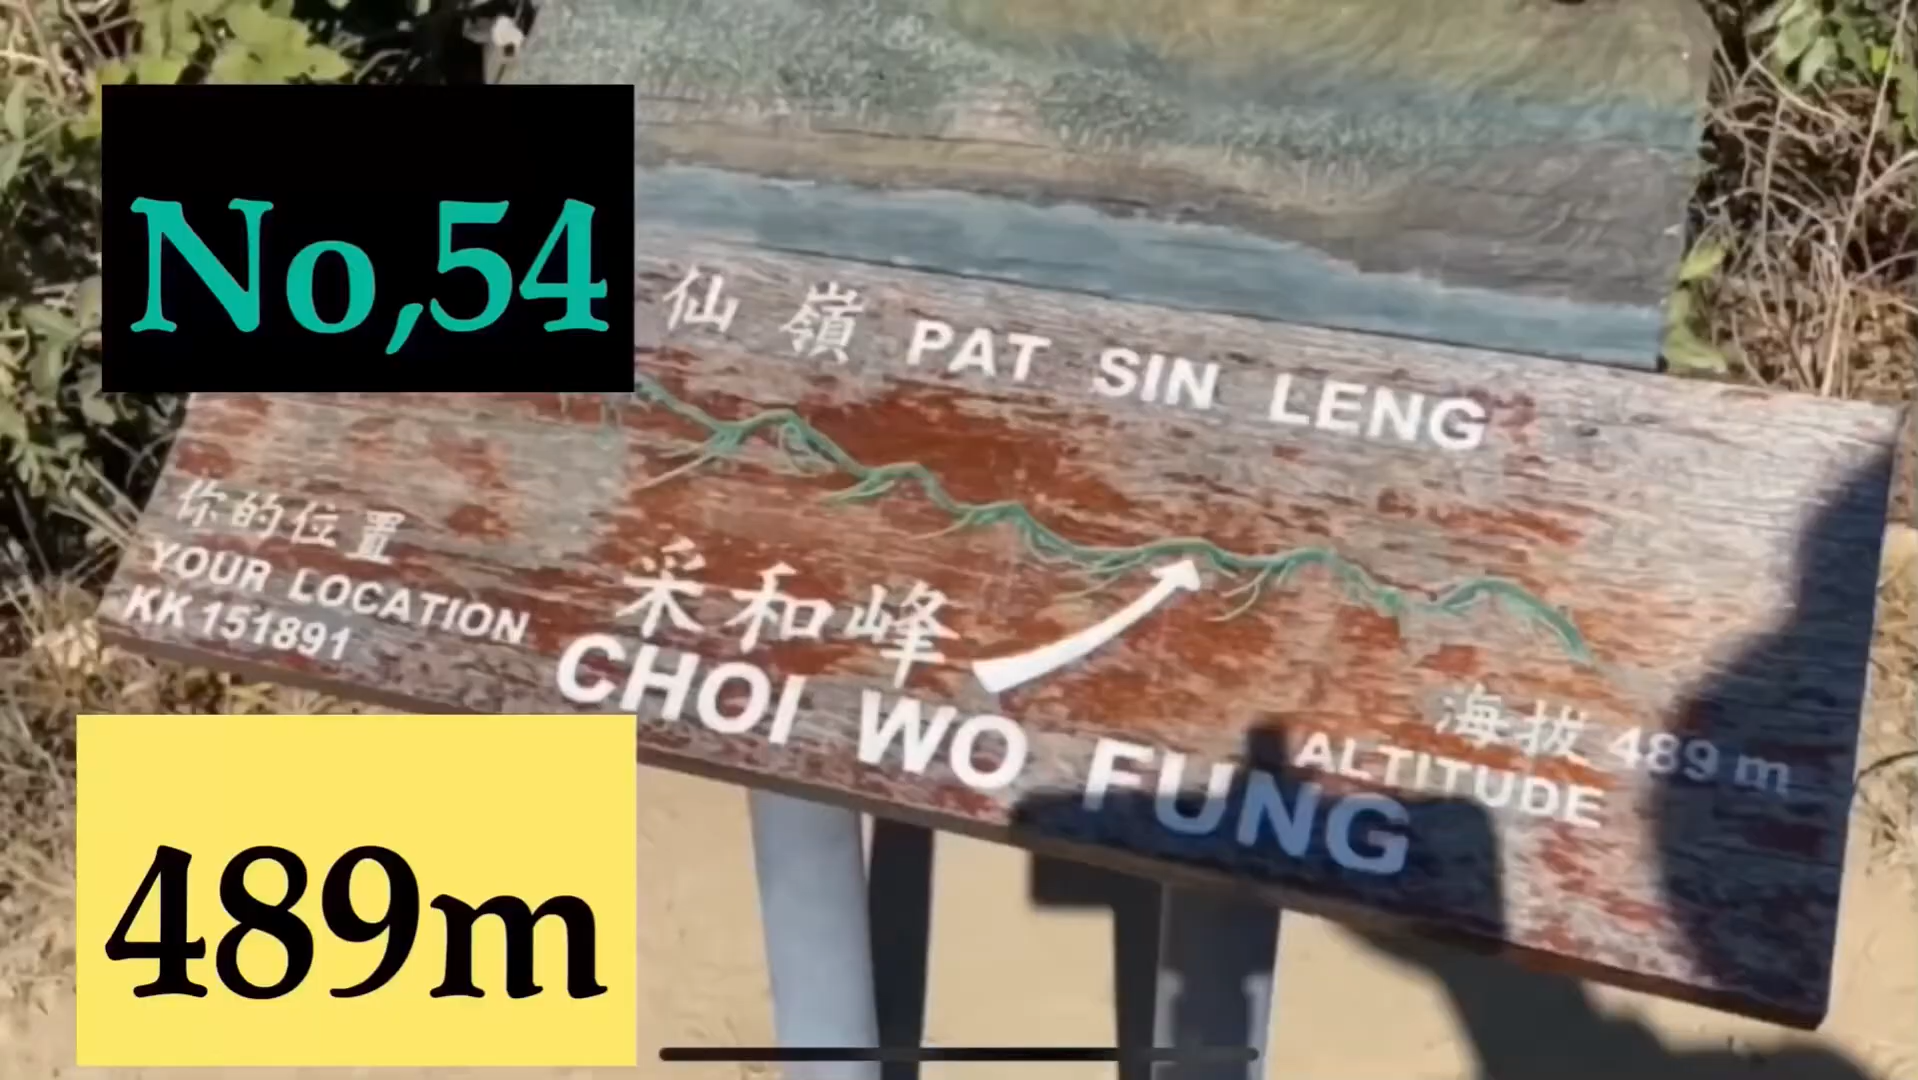 No,54
仙嶺 PAT SIN LENG
你的位置
YOUR LOCATION
KK 151891
采和峰
CHOI WO FUNG
海拔 489 m
ALTITUDE
489m